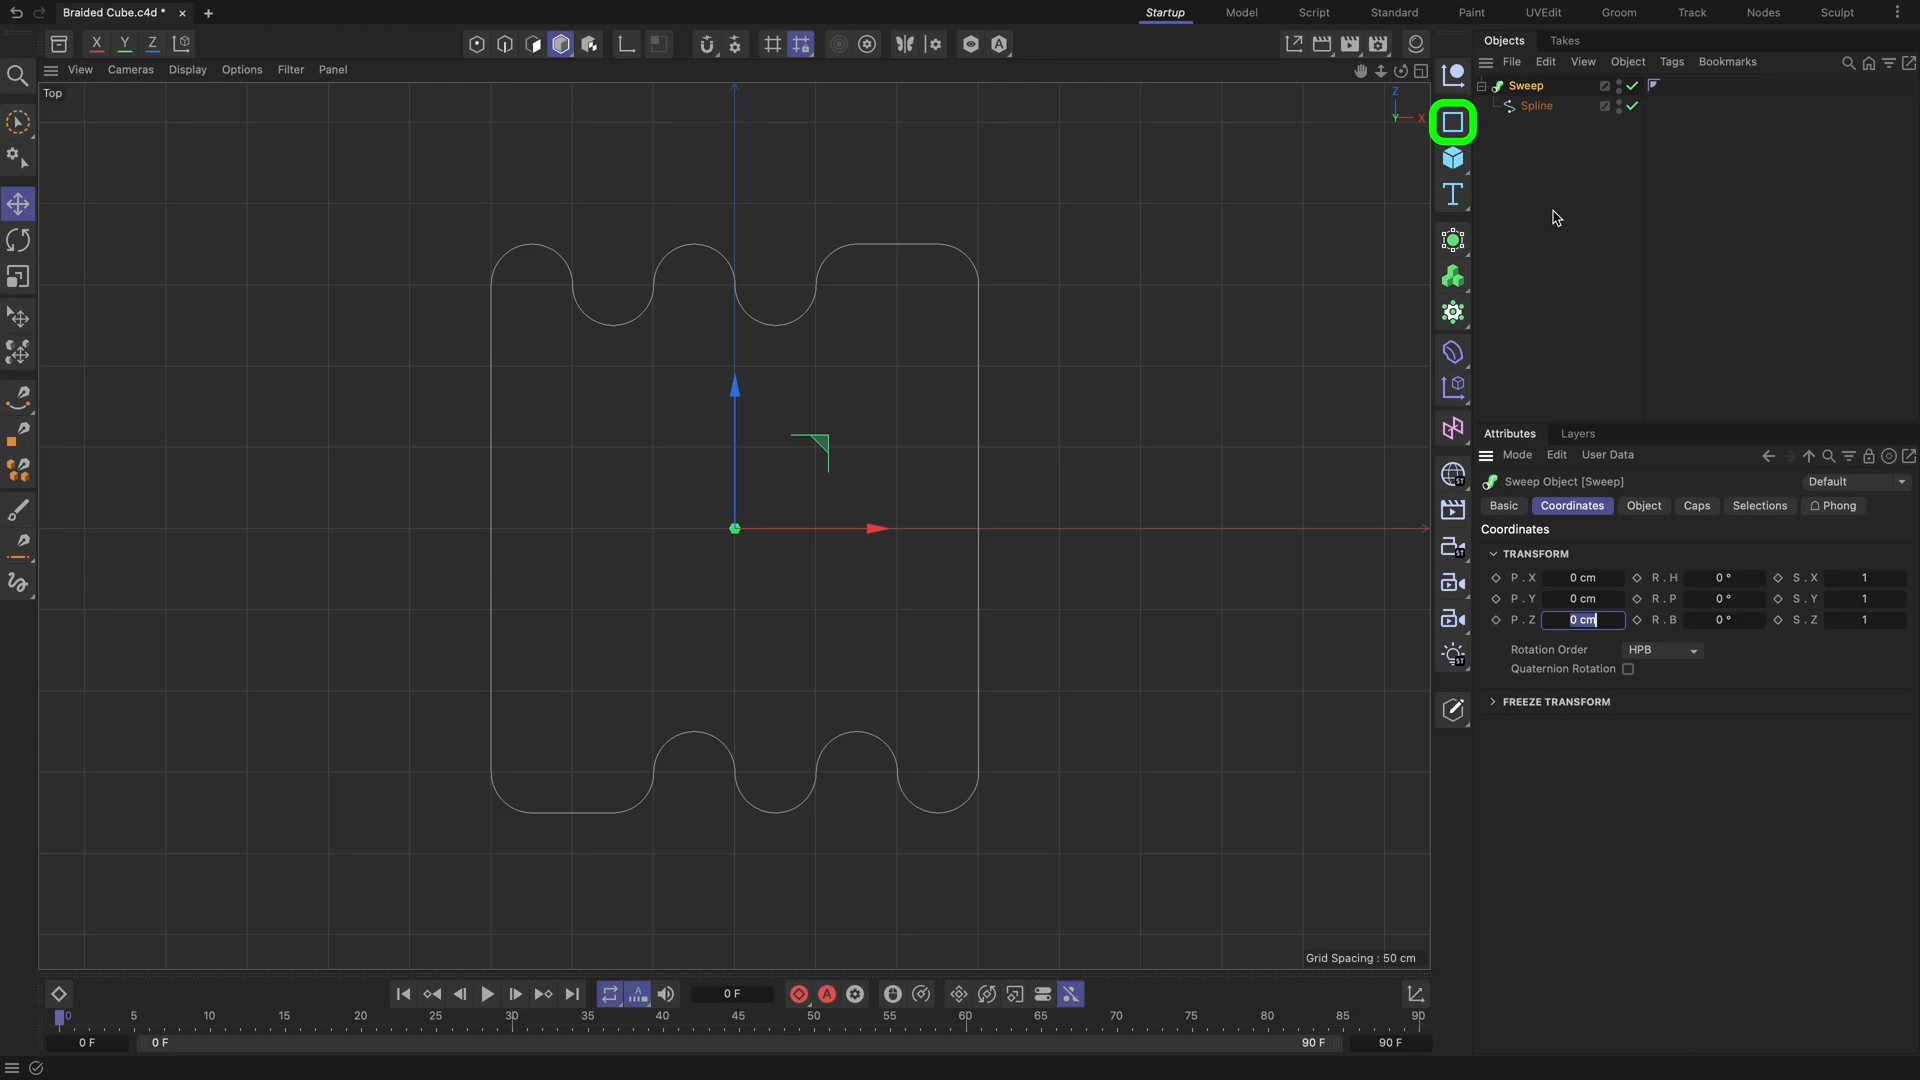 Braided Cube.c4d *
Startup
Model
Script
Standard
Paint
UVEdit
Groom
Track
Nodes
Sculpt
X
Y
Z
View
Cameras
Display
Options
Filter
Panel
Top
Z
Y
X
Grid Spacing : 50 cm
Objects
Takes
File
Edit
View
Object
Tags
Bookmarks
Sweep
Spline
Attributes
Layers
Mode
Edit
User Data
Sweep Object [Sweep]
Default
Basic
Coordinates
Object
Caps
Selections
Phong
Coordinates
TRANSFORM
P . X 0 cm R . H 0 ° S . X 1
P . Y 0 cm R . P 0 ° S . Y 1
P . Z 0 cm R . B 0 ° S . Z 1
Rotation Order HPB
Quaternion Rotation
FREEZE TRANSFORM
0 F
0 5 10 15 20 25 30 35 40 45 50 55 60 65 70 75 80 85 90
0 F
0 F
90 F
90 F